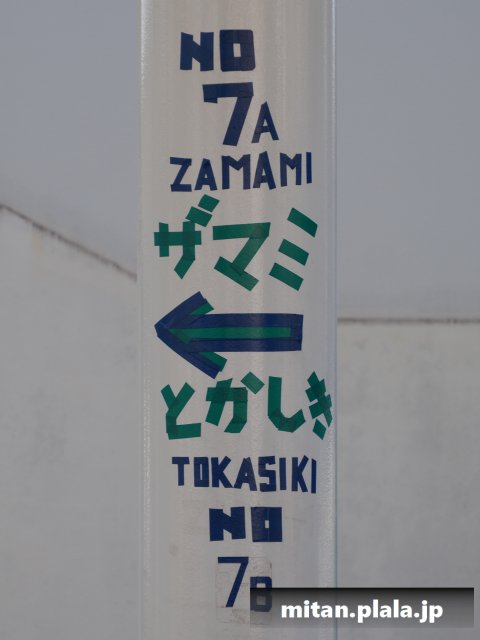 NO
7A
ZAMAMI
ザマミ
とかしき
TOKASIKI
NO
7B
mitan.plala.jp